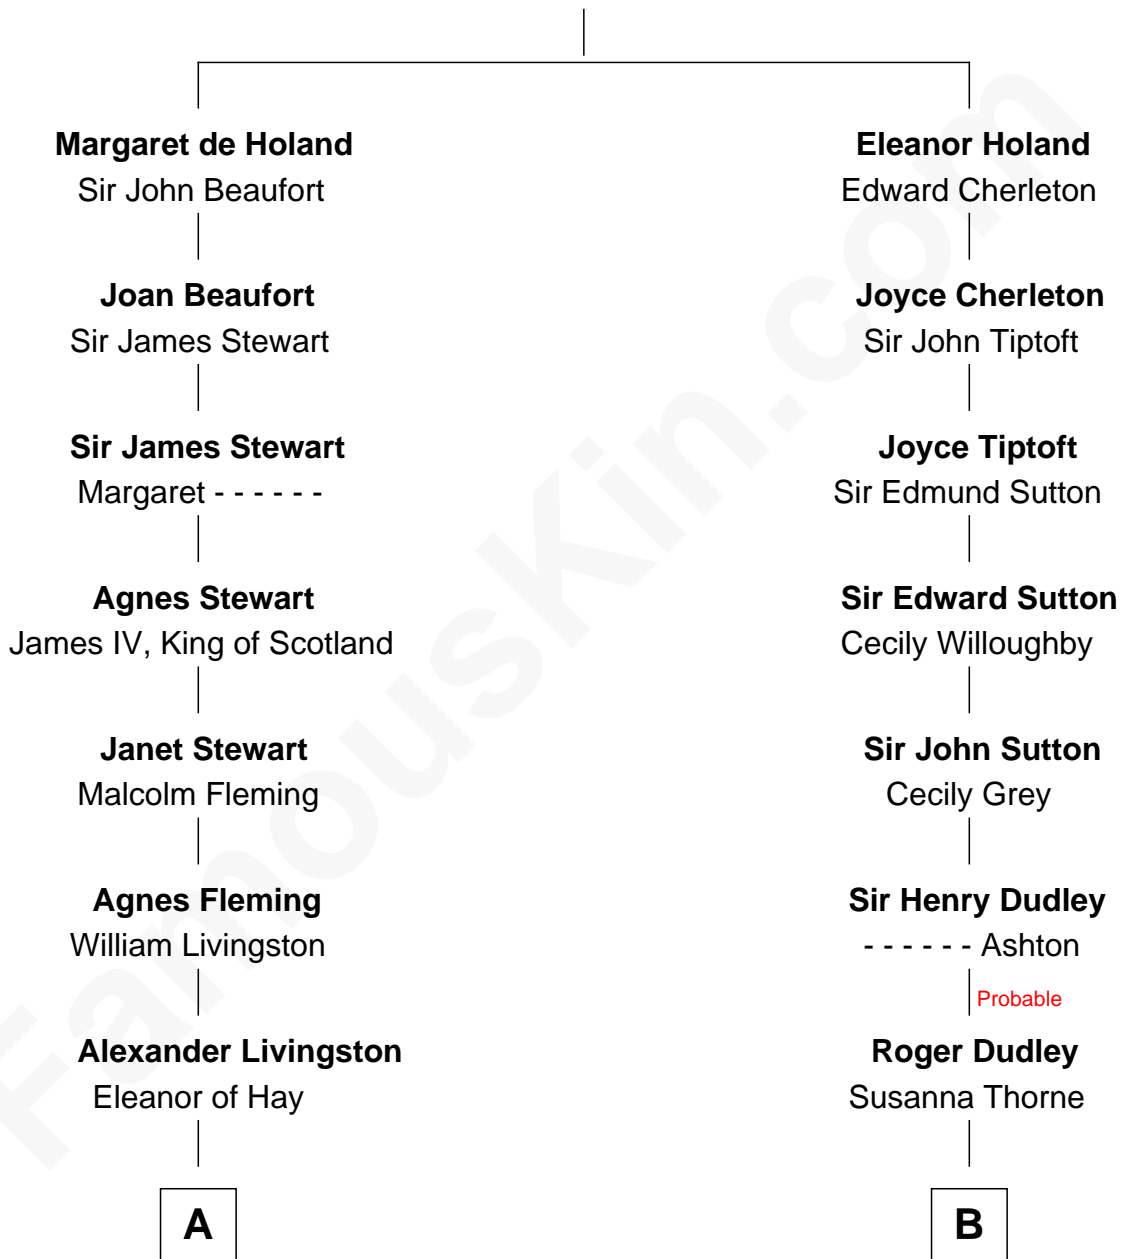 Margaret de Holand
Sir John Beaufort
Joan Beaufort
Sir James Stewart
Sir James Stewart
Margaret - - - - - -
Agnes Stewart
James IV, King of Scotland
Janet Stewart
Malcolm Fleming
Agnes Fleming
William Livingston
Alexander Livingston
Eleanor of Hay
A
Eleanor Holand
Edward Cherleton
Joyce Cherleton
Sir John Tiptoft
Joyce Tiptoft
Sir Edmund Sutton
Sir Edward Sutton
Cecily Willoughby
Sir John Sutton
Cecily Grey
Sir Henry Dudley
- - - - - - Ashton
Probable
Roger Dudley
Susanna Thorne
B
FamousKin.com